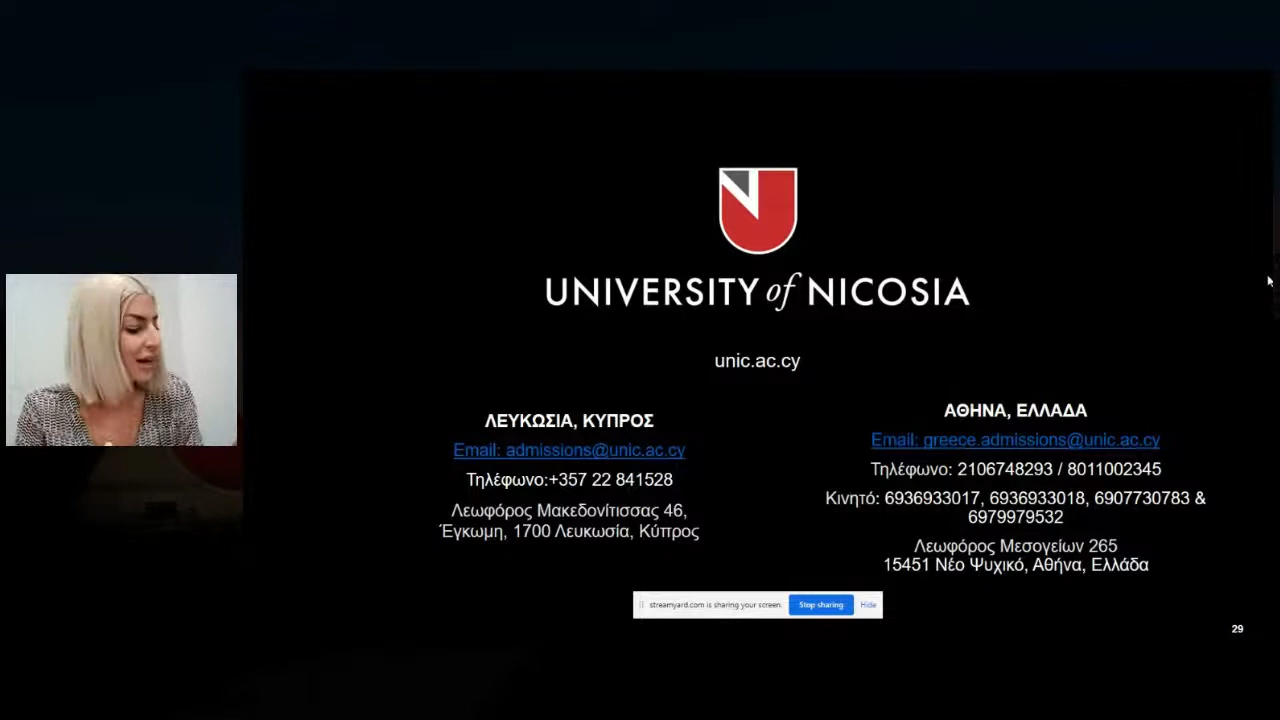 UNIVERSITY of NICOSIA
unic.ac.cy
ΛΕΥΚΩΣΙΑ, ΚΥΠΡΟΣ
Email: admissions@unic.ac.cy
Τηλέφωνο:+357 22 841528
Λεωφόρος Μακεδονίτισσας 46,
Έγκωμη, 1700 Λευκωσία, Κύπρος
ΑΘΗΝΑ, ΕΛΛΑΔΑ
Email: greece.admissions@unic.ac.cy
Τηλέφωνο: 2106748293 / 8011002345
Κινητό: 6936933017, 6936933018, 6907730783 &
6979979532
Λεωφόρος Μεσογείων 265
15451 Νέο Ψυχικό, Αθήνα, Ελλάδα
streamyard.com is sharing your screen. Stop sharing Hide
29